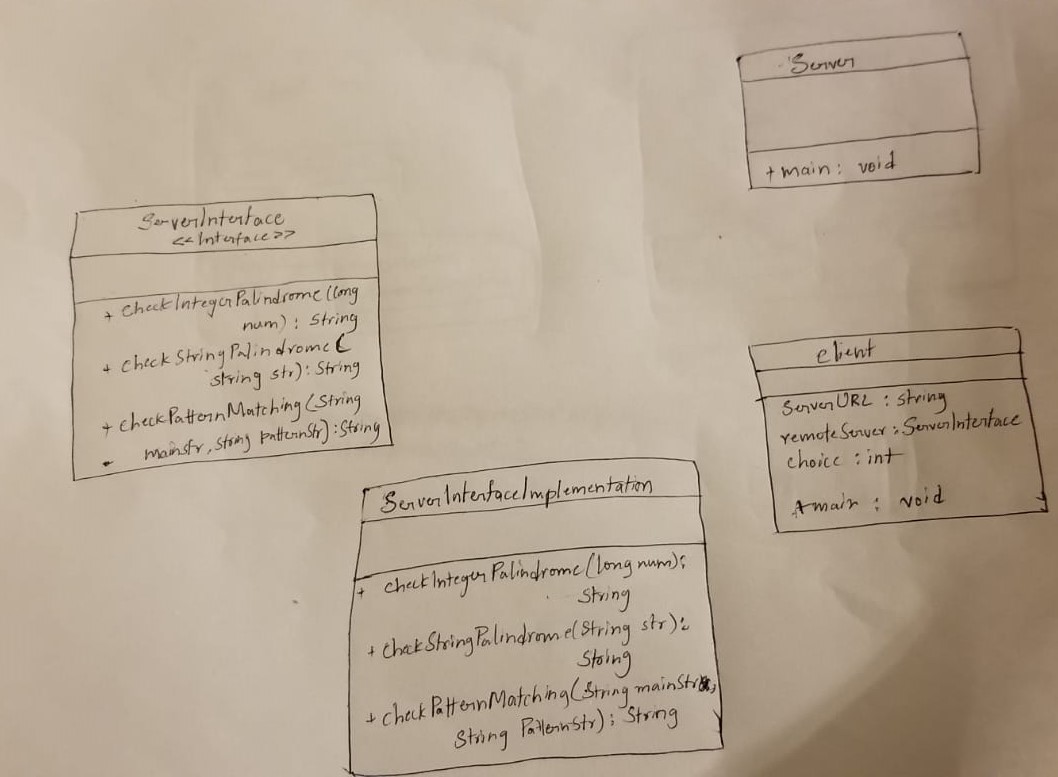 Server
+ main : void
ServerInterface
<<Interface>>
+ checkIntegerPalindrome(long
num) : String
+ checkStringPalindrome(
string str) : String
+ checkPatternMatching(String
mainstr, String patternStr) : String
client
ServerURL : string
remoteServer : ServerInterface
choice : int
+ main : void
ServerInterfaceImplementation
+ checkIntegerPalindrome(long num) :
String
+ checkStringPalindrome(String str) :
String
+ checkPatternMatching(String mainStr,
String PatternStr) : String